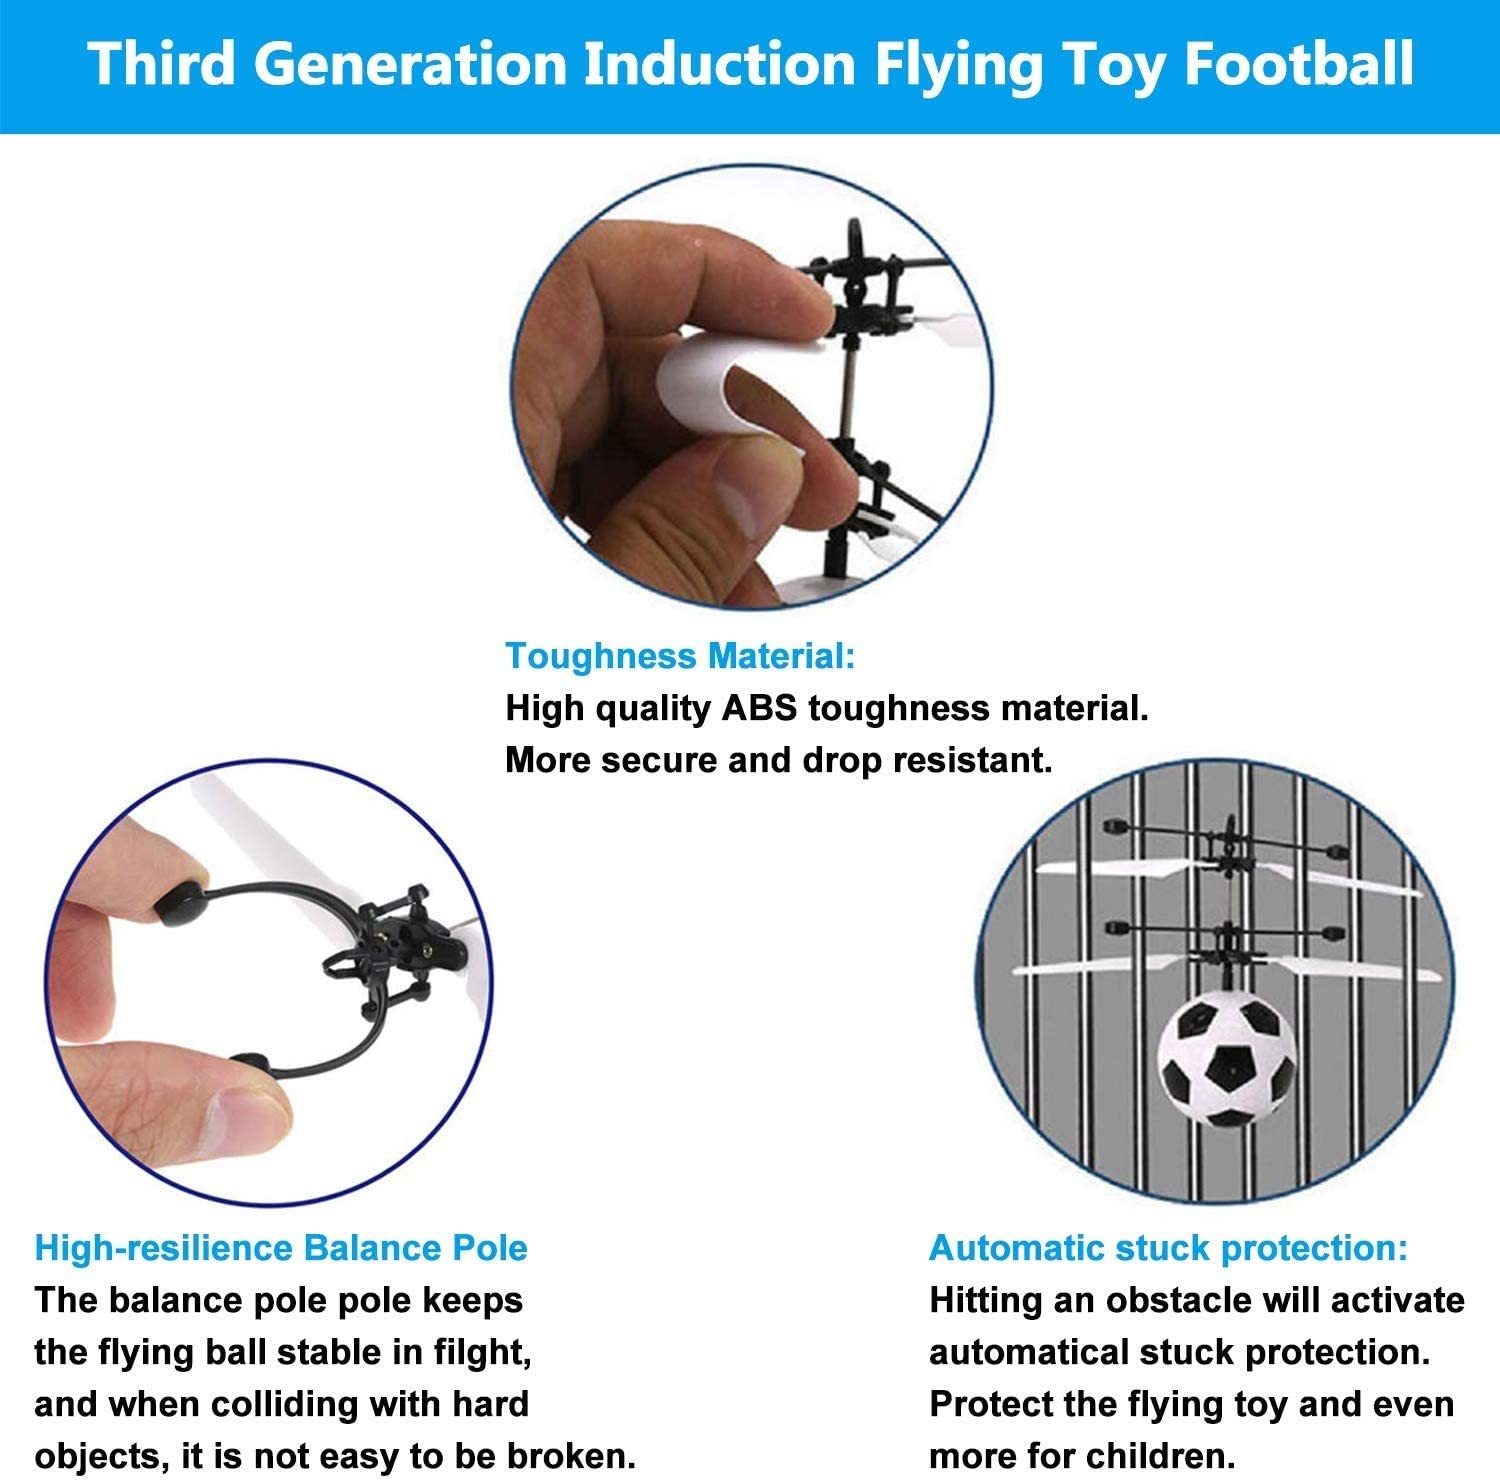 Third Generation Induction Flying Toy Football
Toughness Material:
High quality ABS toughness material.
More secure and drop resistant.
High-resilience Balance Pole
The balance pole pole keeps
the flying ball stable in filght,
and when colliding with hard
objects, it is not easy to be broken.
Automatic stuck protection:
Hitting an obstacle will activate
automatical stuck protection.
Protect the flying toy and even
more for children.